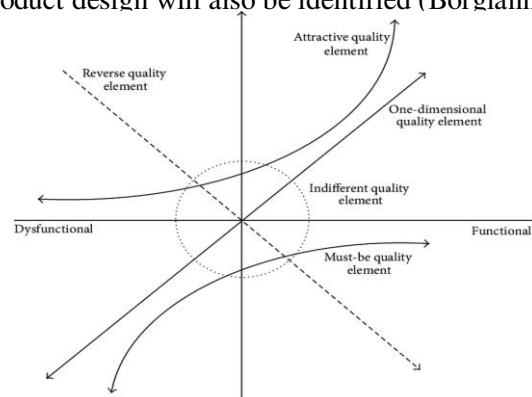 oduct design will also be identified (Borgiann
Attractive quality
element
Reverse quality
element
One-dimensional
quality element
Indifferent quality
element
Dysfunctional
Functional
Must-be quality
element